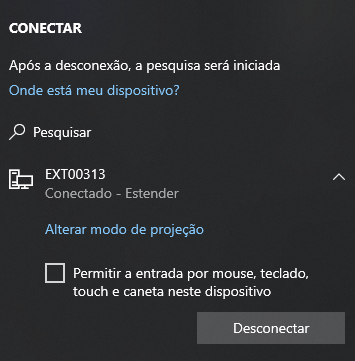 CONECTAR
Após a desconexão, a pesquisa será iniciada
Onde está meu dispositivo?
Pesquisar
EXT00313
Conectado - Estender
Alterar modo de projeção
Permitir a entrada por mouse, teclado,
touch e caneta neste dispositivo
Desconectar